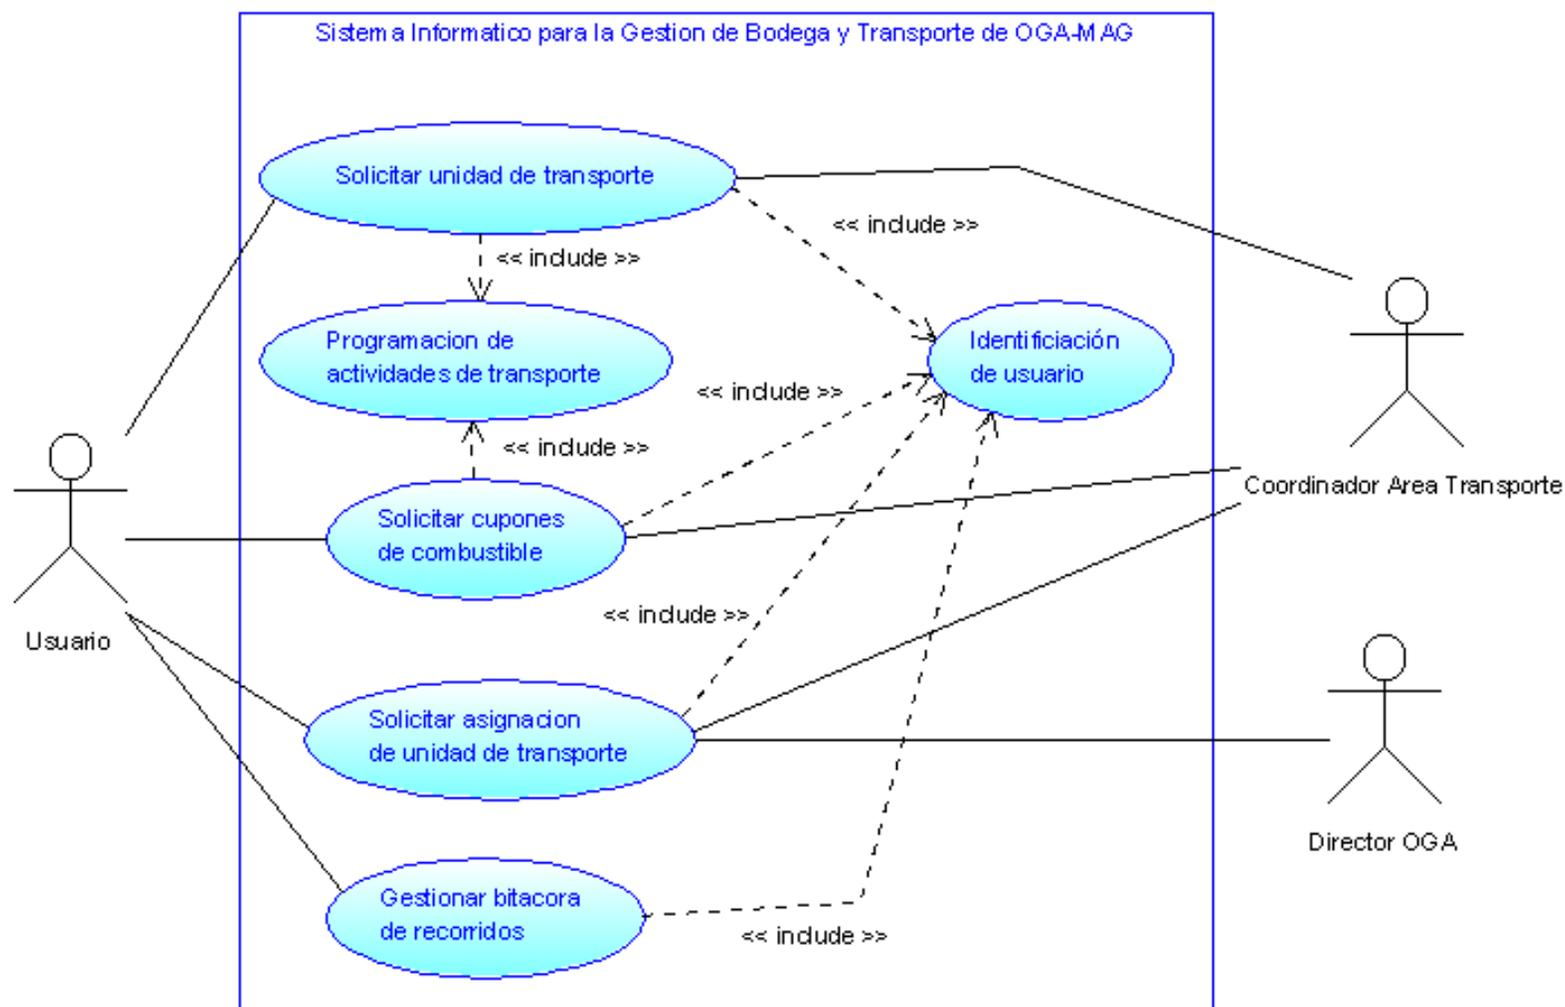 Sistema Informatico para la Gestion de Bodega y Transporte de OGA-MAG
Solicitar unidad de transporte
<< include >>
<< include >>
Programacion de
actividades de transporte
Identificiación
de usuario
<< include >>
<< include >>
Solicitar cupones
de combustible
Coordinador Area Transporte
<< include >>
Usuario
Solicitar asignacion
de unidad de transporte
Director OGA
Gestionar bitacora
de recorridos
<< include >>